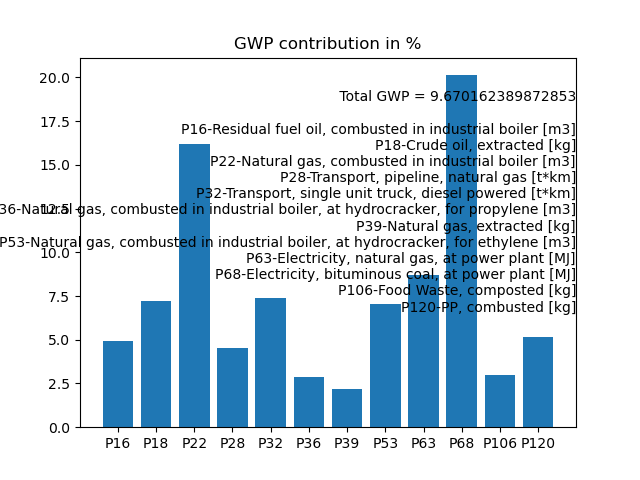 GWP contribution in %
20.0
Total GWP = 9.670162389872853
17.5
P16-Residual fuel oil, combusted in industrial boiler [m3]
P18-Crude oil, extracted [kg]
15.0
P22-Natural gas, combusted in industrial boiler [m3]
P28-Transport, pipeline, natural gas [t*km]
P32-Transport, single unit truck, diesel powered [t*km]
12.5
36-Natural gas, combusted in industrial boiler, at hydrocracker, for propylene [m3]
P39-Natural gas, extracted [kg]
P53-Natural gas, combusted in industrial boiler, at hydrocracker, for ethylene [m3]
10.0
P63-Electricity, natural gas, at power plant [MJ]
P68-Electricity, bituminous coal, at power plant [MJ]
7.5
P106-Food Waste, composted [kg]
P120-PP, combusted [kg]
5.0
2.5
0.0
P16 P18 P22 P28 P32 P36 P39 P53 P63 P68 P106 P120